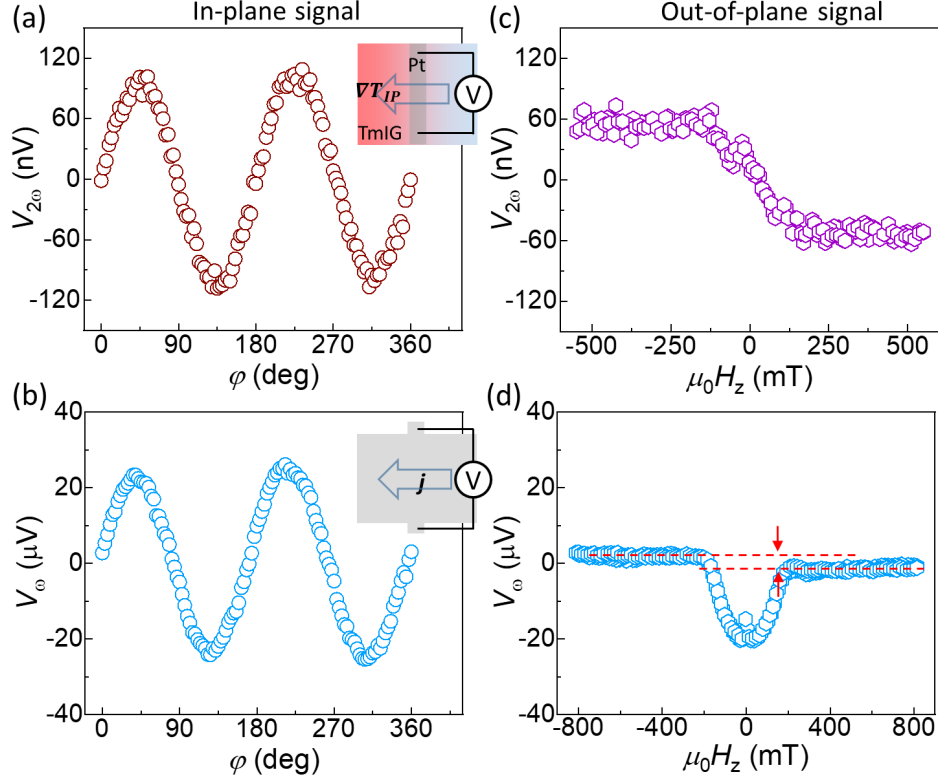 In-plane signal
Out-of-plane signal
(a)
120
60
0
-60
-120
V2ω (nV)
0 90 180 270 360
φ (deg)
Pt
∇T_IP
V
TmIG
(c)
120
60
0
-60
-120
V2ω (nV)
-500 -250 0 250 500
μ0Hz (mT)
(b)
40
20
0
-20
-40
Vω (μV)
0 90 180 270 360
φ (deg)
j
V
(d)
40
20
0
-20
-40
Vω (μV)
-800 -400 0 400 800
μ0Hz (mT)